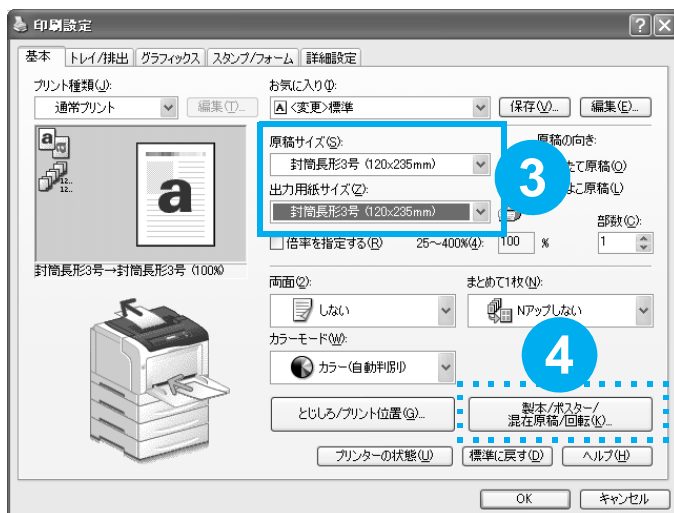 印刷設定
基本 トレイ/排出 グラフィックス スタンプ/フォーム 詳細設定
プリント種類(J):
通常プリント
編集(T)...
お気に入り(I):
A <変更>標準
保存(V)...
編集(E)...
a
a
12..
12..
a
封筒長形3号→封筒長形3号 (100%)
原稿サイズ(S):
封筒長形3号 (120x235mm)
出力用紙サイズ(Z):
封筒長形3号 (120x235mm)
3
原稿の向き:
たて原稿(O)
よこ原稿(L)
倍率を指定する(R)
25～400%(4):
100 %
部数(C):
1
両面(2):
しない
まとめて1枚(N):
Nアップしない
カラーモード(W):
カラー(自動判別)
4
とじしろ/プリント位置(G)...
製本/ポスター/
混在原稿/回転(K)...
プリンターの状態(U)
標準に戻す(D)
ヘルプ(H)
OK
キャンセル